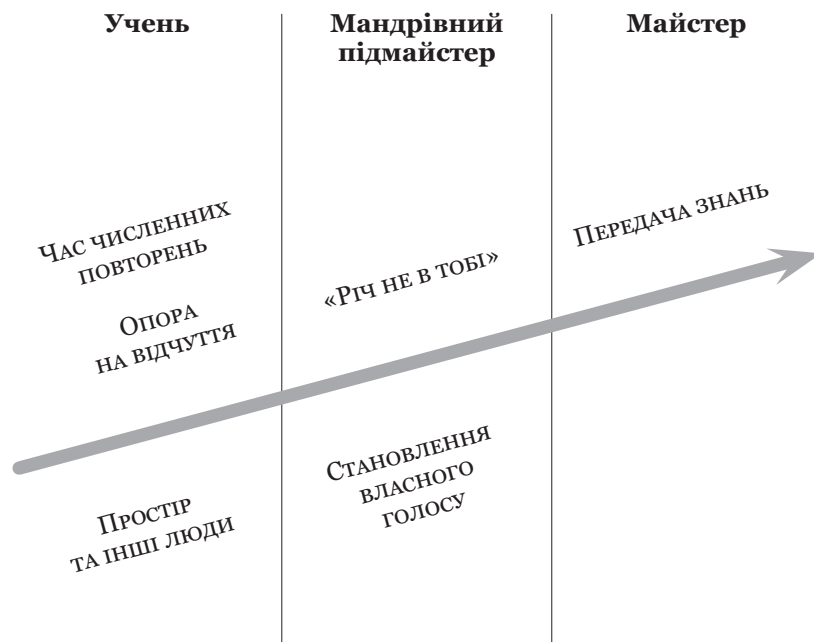 Учень
Мандрівний
підмайстер
Майстер
Час численних
повторень
Опора
на відчуття
Простір
та інші люди
«Річ не в тобі»
Становлення
власного
голосу
Передача знань